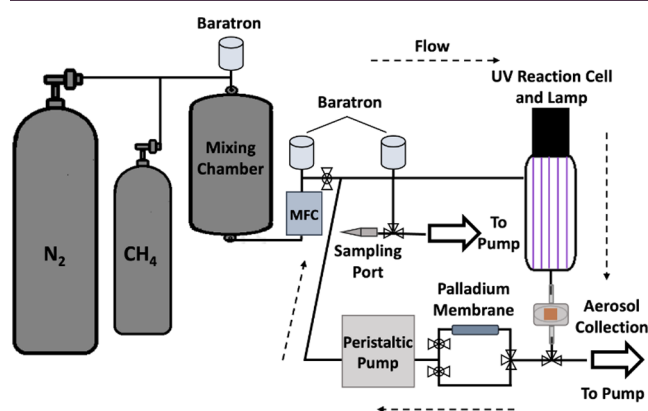 Baratron
Flow
UV Reaction Cell
and Lamp
Baratron
Mixing
Chamber
MFC
N₂
CH₄
To
Pump
Sampling
Port
Palladium
Membrane
Aerosol
Collection
Peristaltic
Pump
To Pump